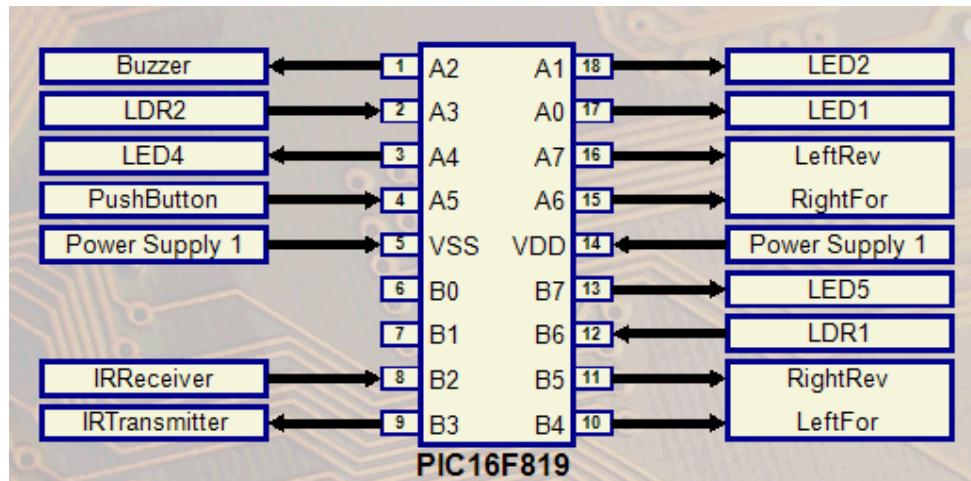 Buzzer 1 A2 A1 18 LED2
LDR2 2 A3 A0 17 LED1
LED4 3 A4 A7 16 LeftRev
PushButton 4 A5 A6 15 RightFor
Power Supply 1 5 VSS VDD 14 Power Supply 1
6 B0 B7 13 LED5
7 B1 B6 12 LDR1
IRReceiver 8 B2 B5 11 RightRev
IRTransmitter 9 B3 B4 10 LeftFor
PIC16F819